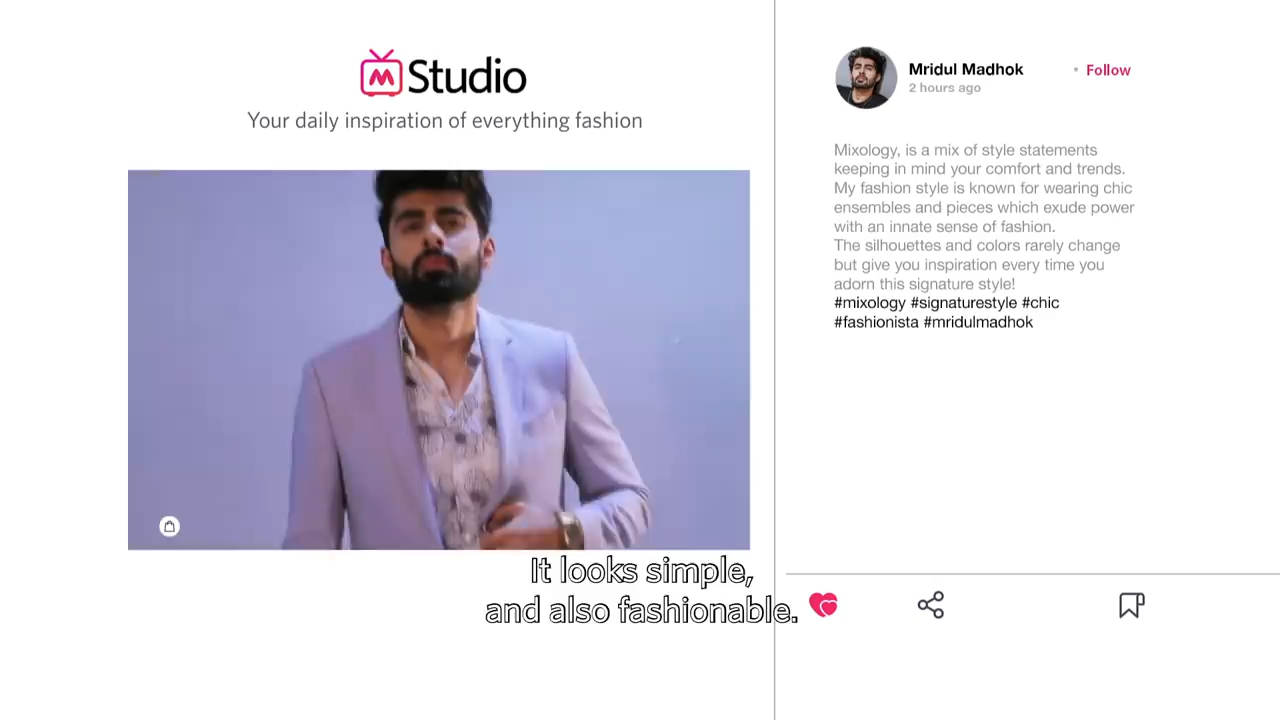 Studio
Your daily inspiration of everything fashion
Mridul Madhok
2 hours ago
• Follow
Mixology, is a mix of style statements
keeping in mind your comfort and trends.
My fashion style is known for wearing chic
ensembles and pieces which exude power
with an innate sense of fashion.
The silhouettes and colors rarely change
but give you inspiration every time you
adorn this signature style!
#mixology #signaturestyle #chic
#fashionista #mridulmadhok
It looks simple,
and also fashionable.